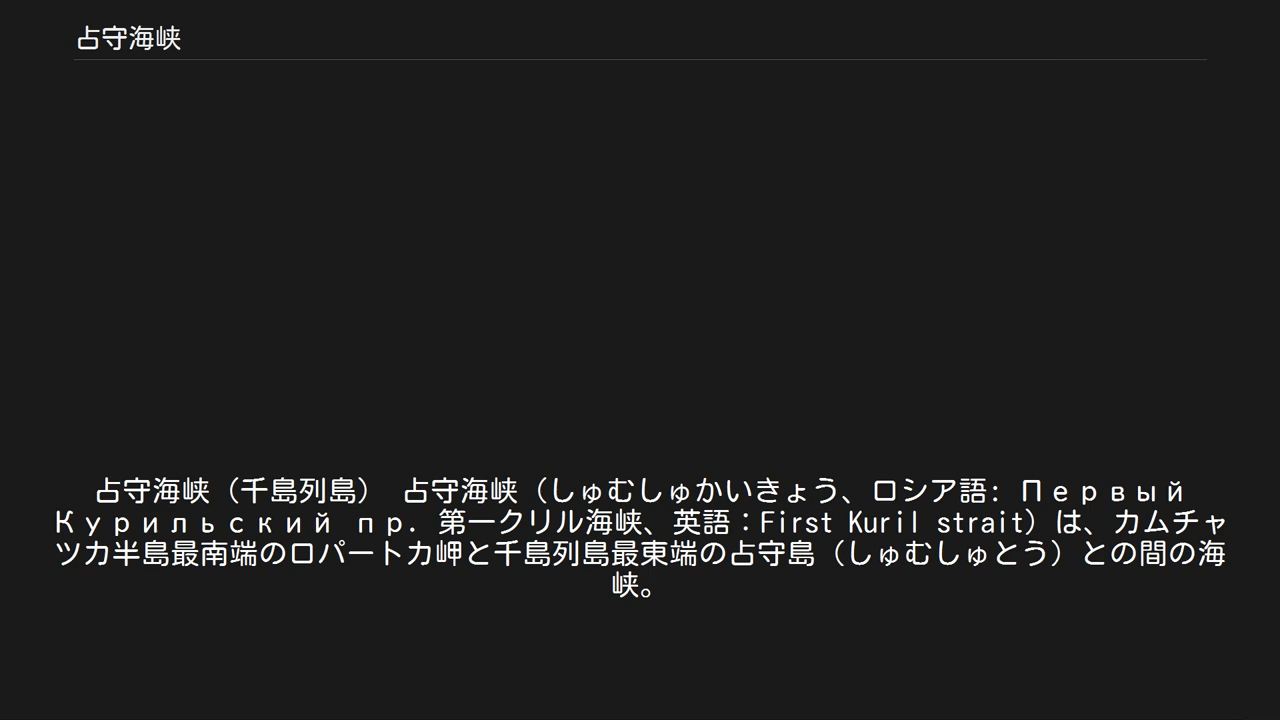 占守海峡
占守海峡（千島列島） 占守海峡（しゅむしゅかいきょう、ロシア語: Первый
Курильский пр. 第一クリル海峡、英語：First Kuril strait）は、カムチャ
ツカ半島最南端のロパートカ岬と千島列島最東端の占守島（しゅむしゅとう）との間の海
峡。